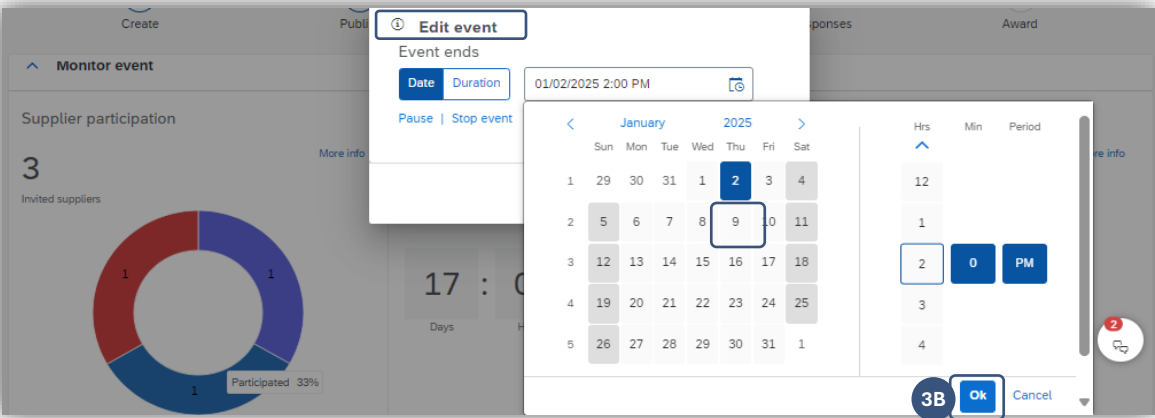 Create
Publi
ponses
Award
Edit event
Event ends
Date Duration
01/02/2025 2:00 PM
Pause | Stop event
Monitor event
Supplier participation
3
More info
Invited suppliers
1
1
1
Participated 33%
17 :
Days
H
re info
January 2025
Sun Mon Tue Wed Thu Fri Sat
1 29 30 31 1 2 3 4
2 5 6 7 8 9 10 11
3 12 13 14 15 16 17 18
4 19 20 21 22 23 24 25
5 26 27 28 29 30 31 1
Hrs Min Period
12
1
2 0 PM
3
4
2
3B Ok Cancel